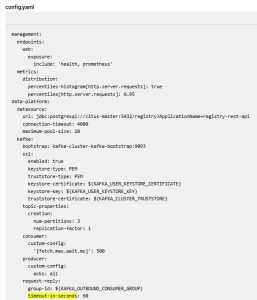 config.yaml
management:
endpoints:
web:
exposure:
include: 'health, prometheus'
metrics:
distribution:
percentiles-histogram[http.server.requests]: true
percentiles[http.server.requests]: 0.95
data-platform:
datasource:
url: jdbc:postgresql://citus-master:5432/registry?ApplicationName=registry-rest-api
connection-timeout: 4000
maximum-pool-size: 10
kafka:
bootstrap: kafka-cluster-kafka-bootstrap:9093
ssl:
enabled: true
keystore-type: PEM
truststore-type: PEM
keystore-certificate: ${KAFKA_USER_KEYSTORE_CERTIFICATE}
keystore-key: ${KAFKA_USER_KEYSTORE_KEY}
truststore-certificate: ${KAFKA_CLUSTER_TRUSTSTORE}
topic-properties:
creation:
num-partitions: 3
replication-factor: 1
consumer:
custom-config:
'[fetch.max.wait.ms]': 500
producer:
custom-config:
acks: all
request-reply:
group-id: ${KAFKA_OUTBOUND_CONSUMER_GROUP}
timeout-in-seconds: 60